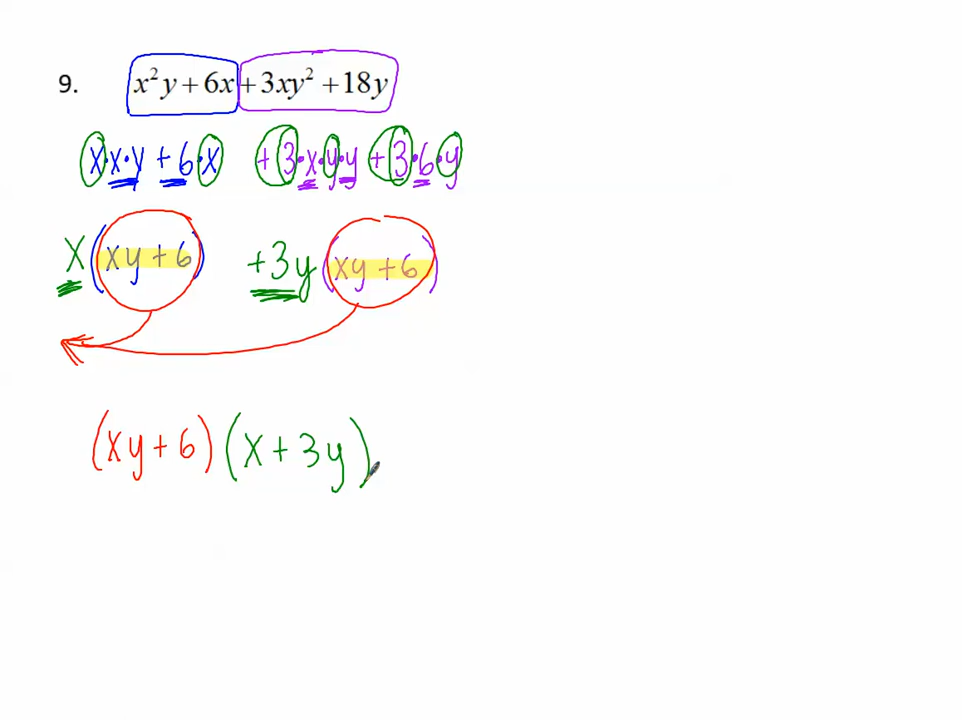 9. x²y + 6x + 3xy² + 18y
x·x·y + 6·x + 3·x·y·y + 3·6·y
x(xy + 6) + 3y(xy + 6)
(xy + 6)(x + 3y)